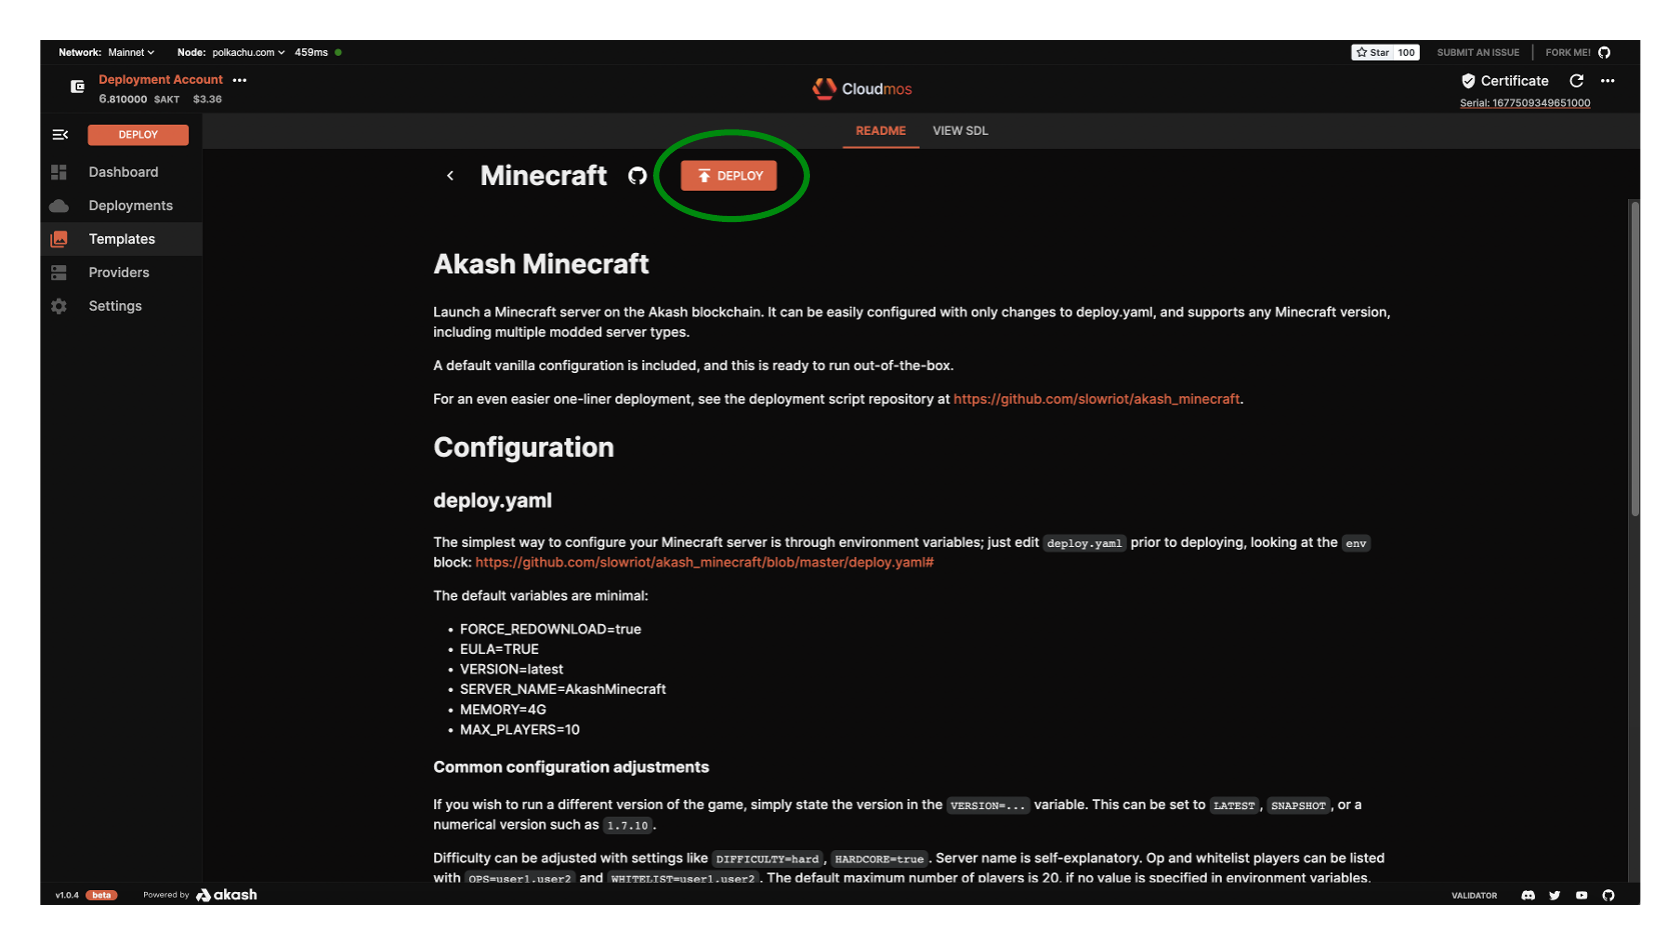 Network: Mainnet Node: polkachu.com 459ms
Star 100 SUBMIT AN ISSUE FORK ME!
Deployment Account ...
6.810000 $AKT $3.36
Cloudmos
Certificate ...
Serial: 1677509349651000
DEPLOY
README VIEW SDL
Dashboard
Deployments
Templates
Providers
Settings
Minecraft
DEPLOY
Akash Minecraft
Launch a Minecraft server on the Akash blockchain. It can be easily configured with only changes to deploy.yaml, and supports any Minecraft version,
including multiple modded server types.
A default vanilla configuration is included, and this is ready to run out-of-the-box.
For an even easier one-liner deployment, see the deployment script repository at https://github.com/slowriot/akash_minecraft.
Configuration
deploy.yaml
The simplest way to configure your Minecraft server is through environment variables; just edit deploy.yaml prior to deploying, looking at the env
block: https://github.com/slowriot/akash_minecraft/blob/master/deploy.yaml#
The default variables are minimal:
• FORCE_REDOWNLOAD=true
• EULA=TRUE
• VERSION=latest
• SERVER_NAME=AkashMinecraft
• MEMORY=4G
• MAX_PLAYERS=10
Common configuration adjustments
If you wish to run a different version of the game, simply state the version in the VERSION=... variable. This can be set to LATEST, SNAPSHOT, or a
numerical version such as 1.7.10.
Difficulty can be adjusted with settings like DIFFICULTY=hard, HARDCORE=true. Server name is self-explanatory. Op and whitelist players can be listed
with OPS=user1,user2 and WHITELIST=user1,user2. The default maximum number of players is 20, if no value is specified in environment variables.
v1.0.4 beta Powered by akash
VALIDATOR